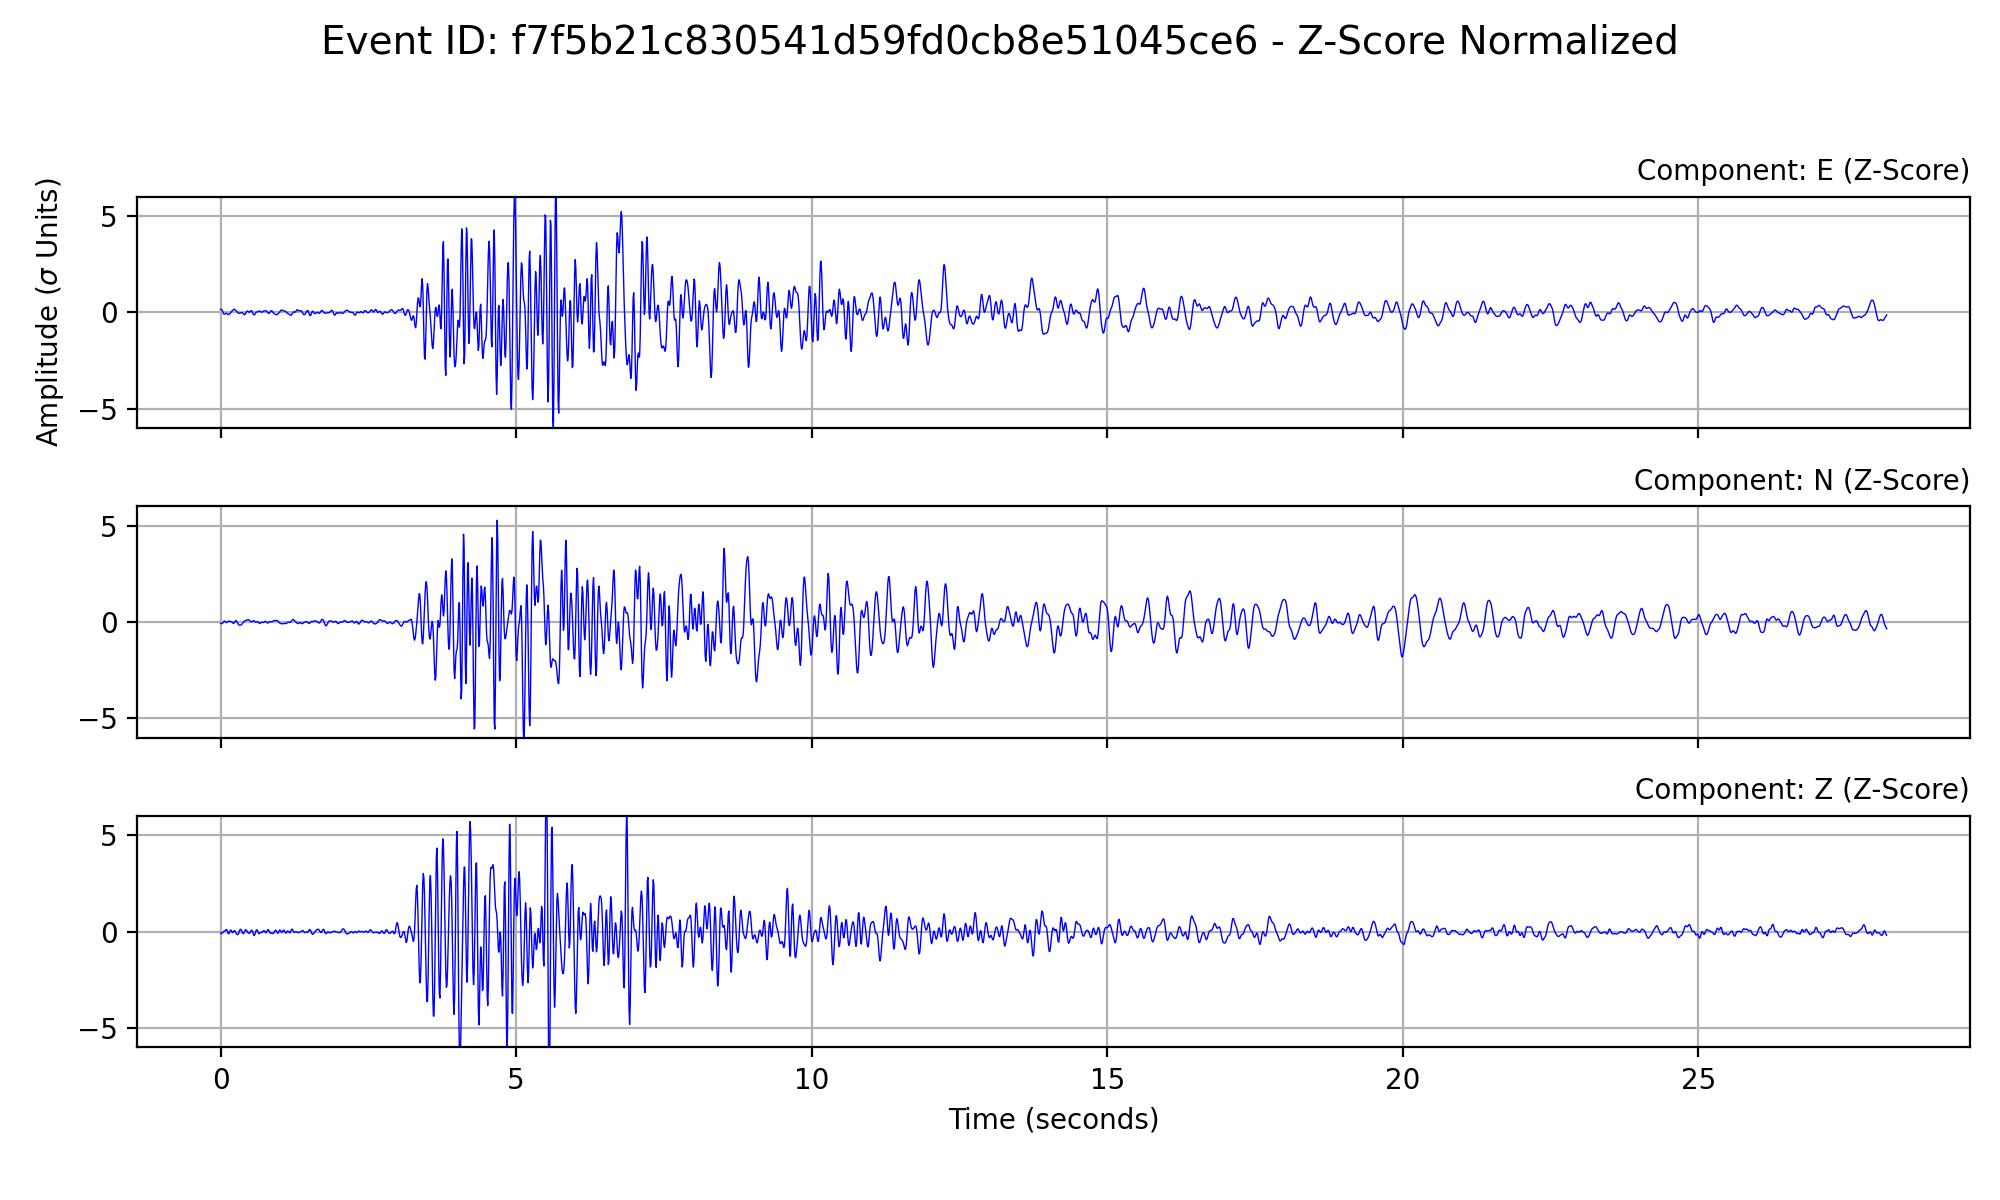 Event ID: f7f5b21c830541d59fd0cb8e51045ce6 - Z-Score Normalized
Component: E (Z-Score)
Amplitude (σ Units)
5
0
−5
Component: N (Z-Score)
5
0
−5
Component: Z (Z-Score)
5
0
−5
0 5 10 15 20 25
Time (seconds)